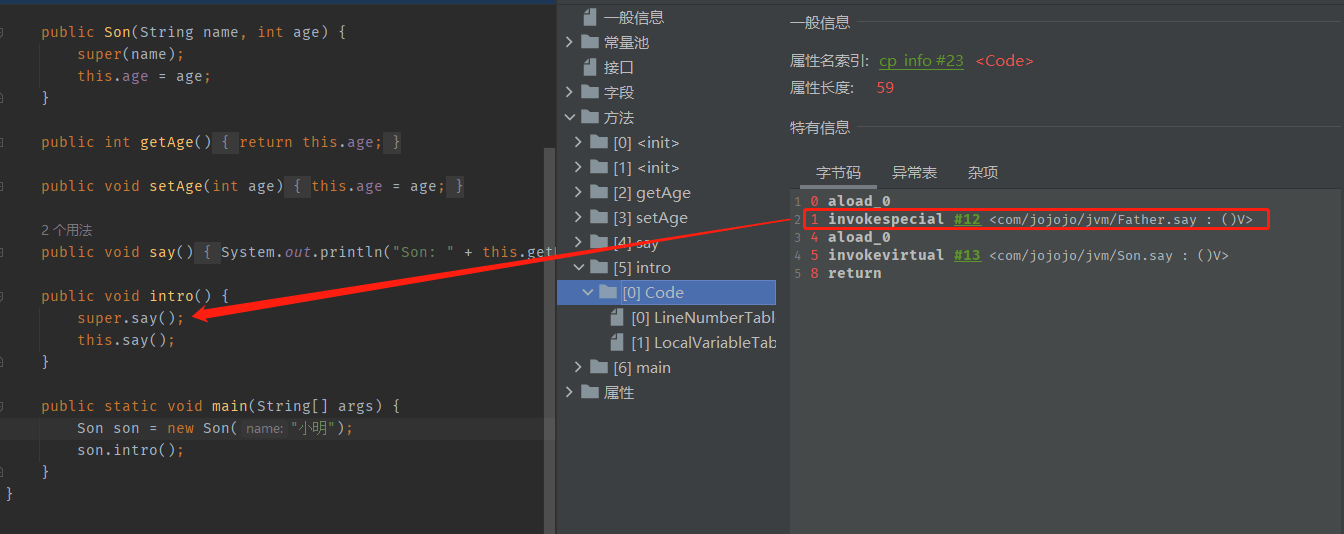 public Son(String name, int age) {
super(name);
this.age = age;
}
public int getAge() { return this.age; }
public void setAge(int age) { this.age = age; }
2 个用法
public void say() { System.out.println("Son: " + this.get
public void intro() {
super.say();
this.say();
}
public static void main(String[] args) {
Son son = new Son( name: "小明");
son.intro();
}
}
一般信息
常量池
接口
字段
方法
[0] <init>
[1] <init>
[2] getAge
[3] setAge
[4] say
[5] intro
[0] Code
[0] LineNumberTabl
[1] LocalVariableTab
[6] main
属性
一般信息
属性名索引: cp_info #23 <Code>
属性长度: 59
特有信息
字节码 异常表 杂项
1 0 aload_0
2 1 invokespecial #12 <com/jojojo/jvm/Father.say : ()V>
3 4 aload_0
4 5 invokevirtual #13 <com/jojojo/jvm/Son.say : ()V>
5 8 return